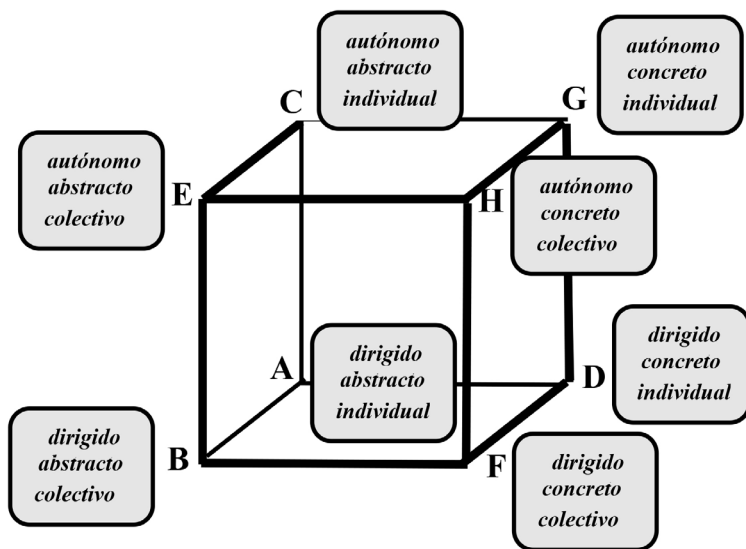 autónomo
abstracto
individual
C
autónomo
concreto
individual
G
autónomo
abstracto
colectivo
E
autónomo
concreto
colectivo
H
dirigido
abstracto
individual
A
dirigido
concreto
individual
D
dirigido
abstracto
colectivo
B
dirigido
concreto
colectivo
F